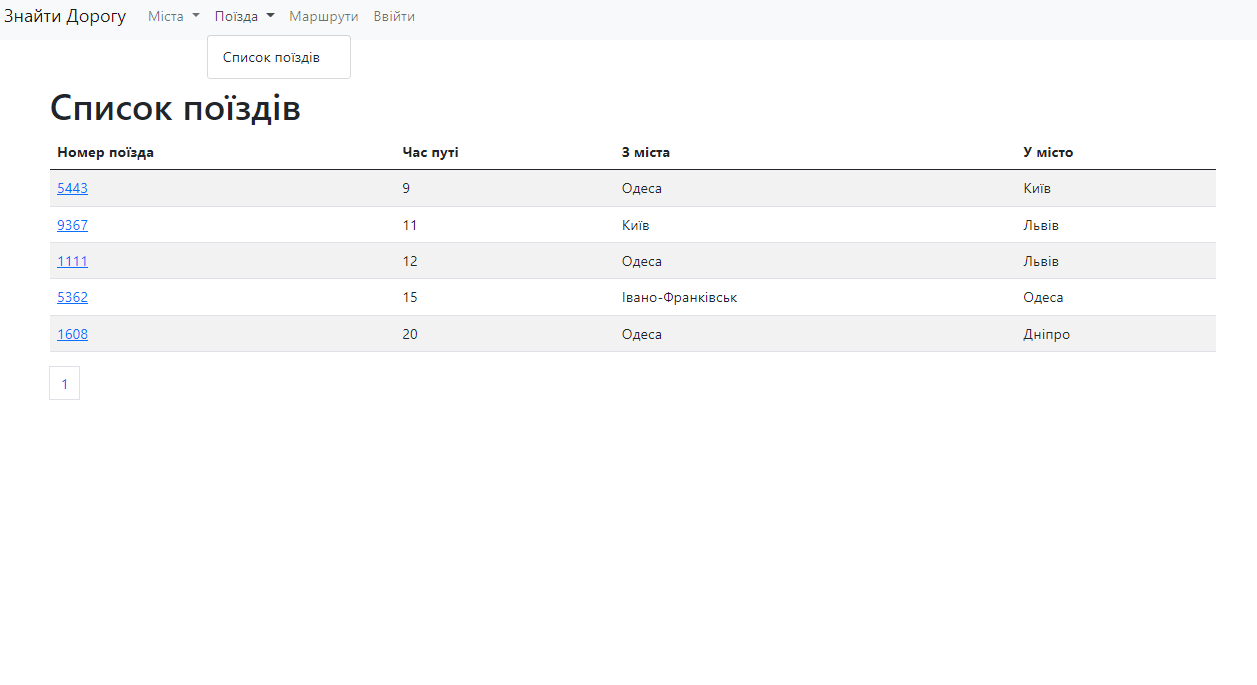 Знайти Дорогу Міста Поїзда Маршрути Ввійти
Список поїздів
Список поїздів
Номер поїзда Час путі З міста У місто
5443 9 Одеса Київ
9367 11 Київ Львів
1111 12 Одеса Львів
5362 15 Івано-Франківськ Одеса
1608 20 Одеса Дніпро
1